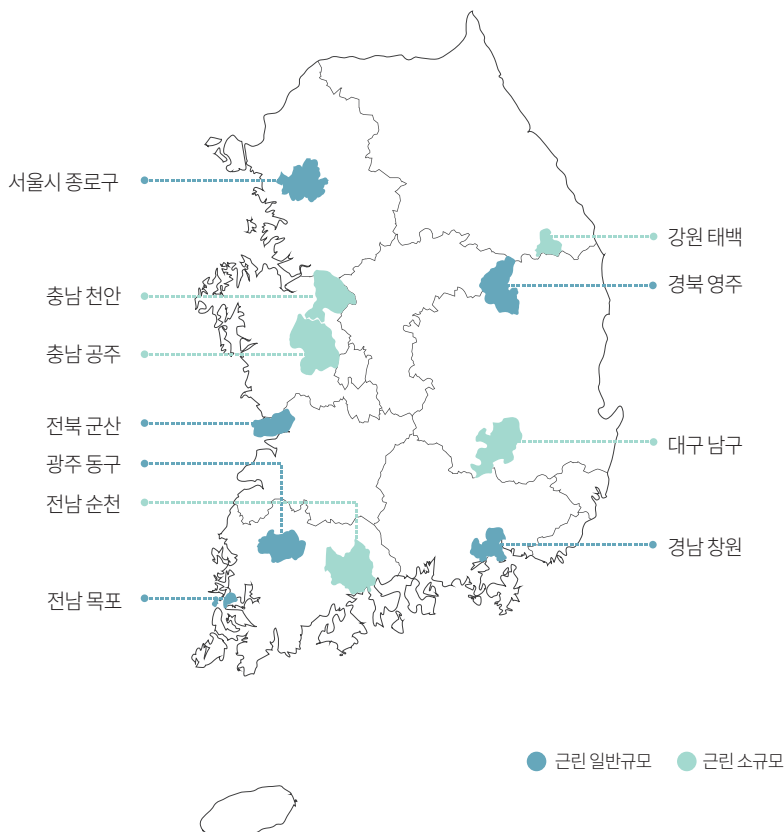 서울시 종로구
강원 태백
경북 영주
충남 천안
충남 공주
전북 군산
대구 남구
광주 동구
전남 순천
경남 창원
전남 목포
근린 일반규모
근린 소규모